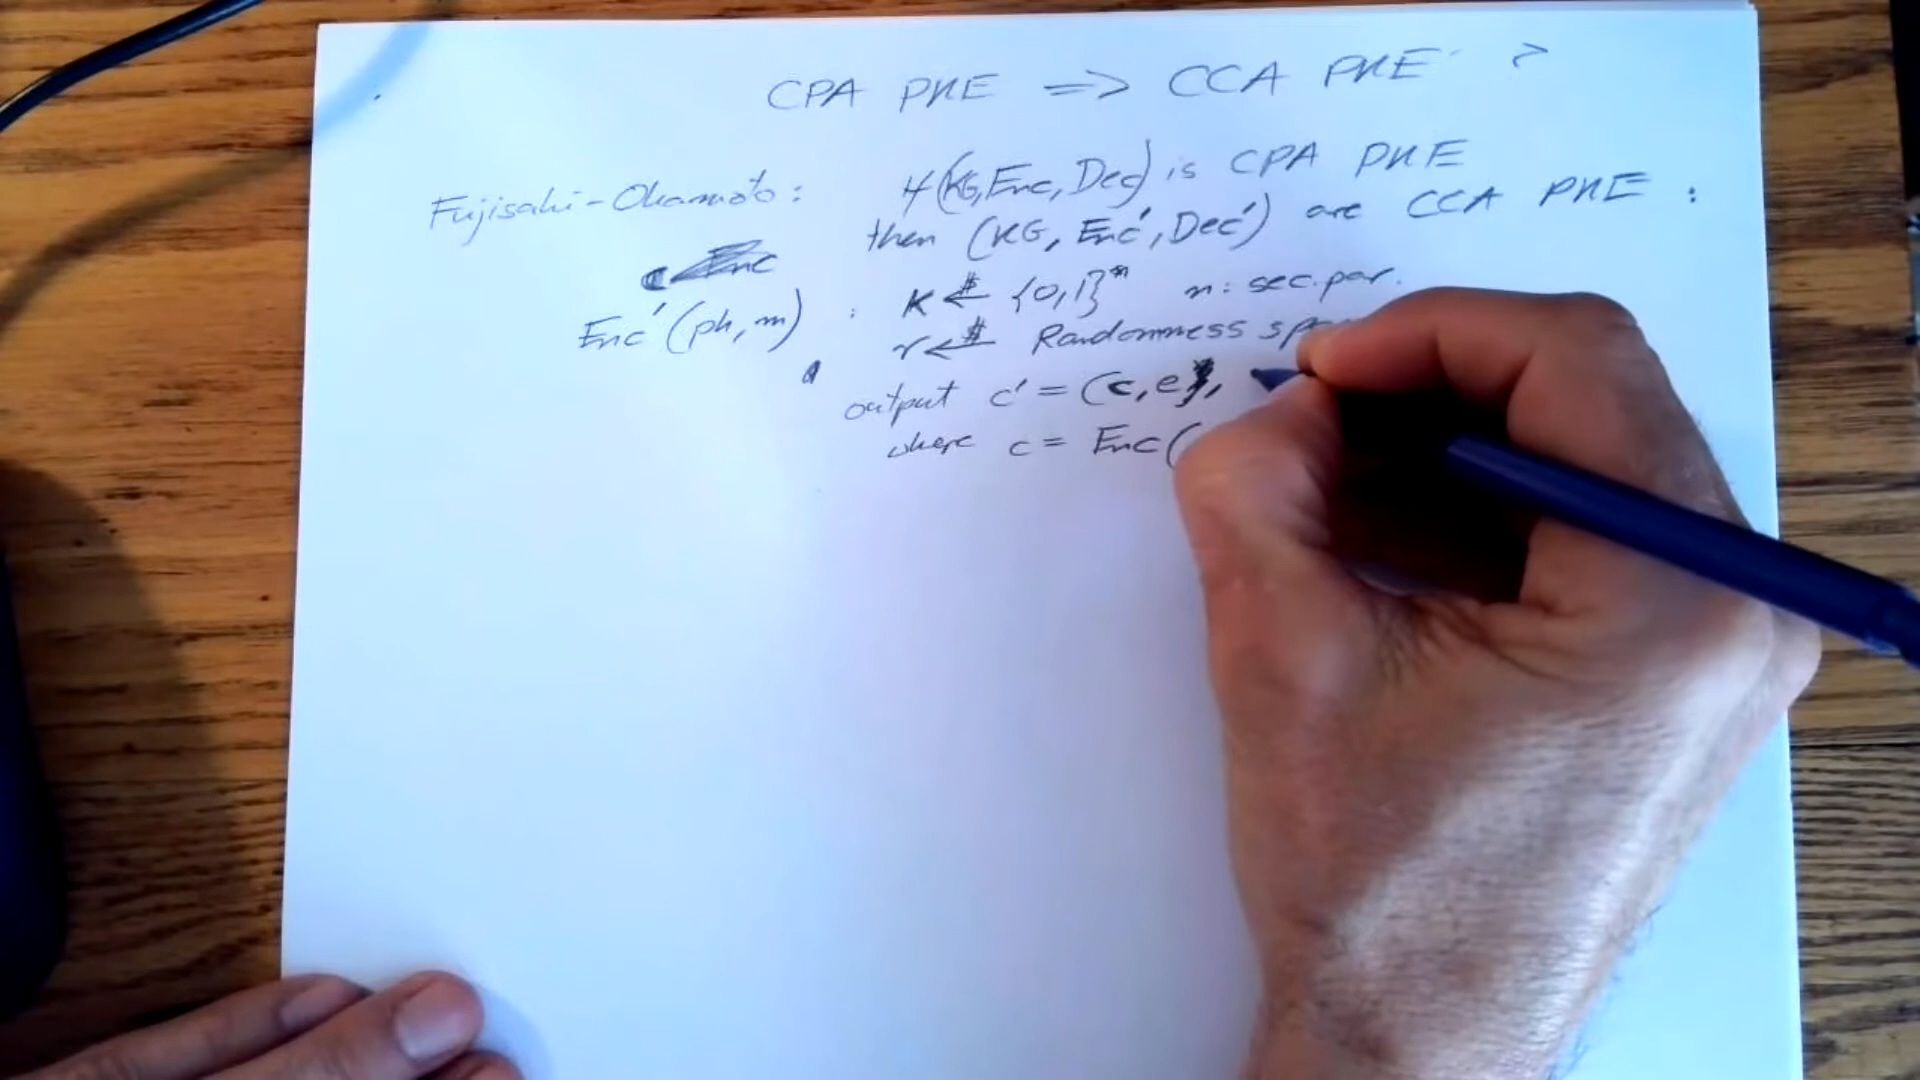 CPA PKE => CCA PKE ?
Fujisaki-Okamoto: If (KG, Enc, Dec) is CPA PKE
then (KG, Enc', Dec') are CCA PKE :
Enc'(pk, m) : K <-$ {0,1}^n n: sec. par.
r <-$ Randomness
output c' = (c, e),
where c = Enc(